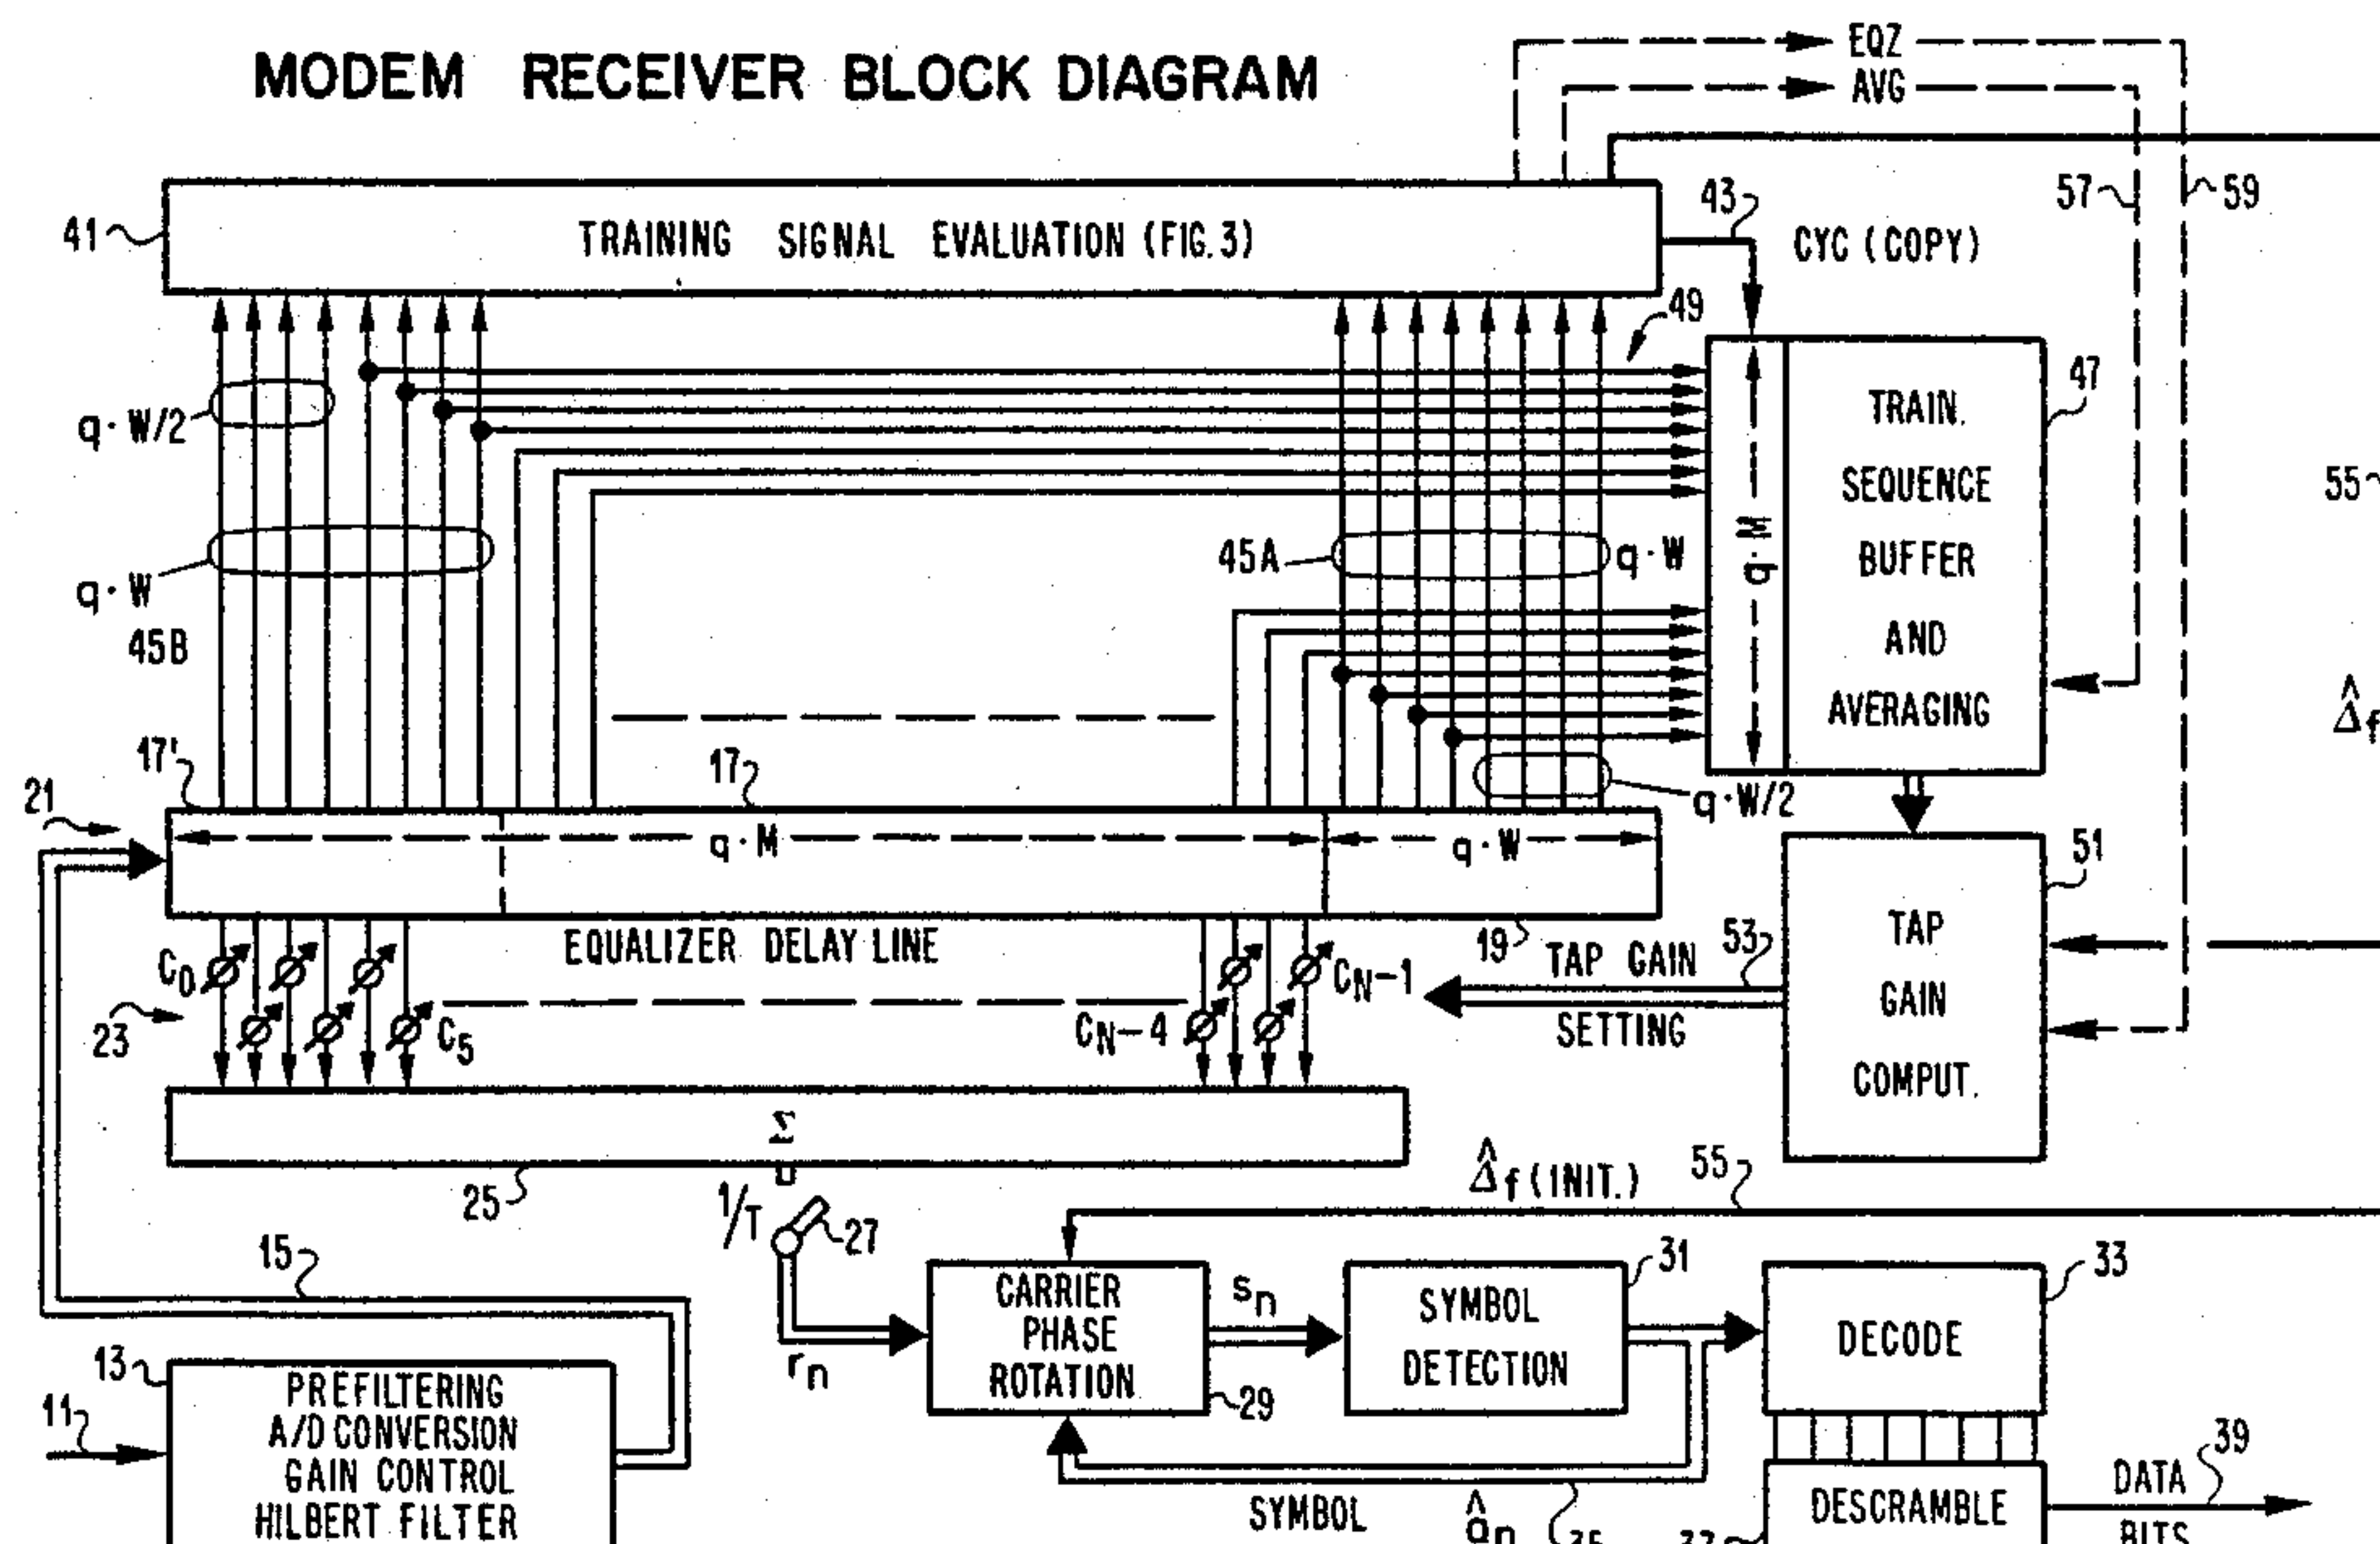 MODEM RECEIVER BLOCK DIAGRAM
EQZ
AVG
57
59
41
TRAINING SIGNAL EVALUATION (FIG. 3)
43
CYC (COPY)
49
47
q·W/2
TRAIN.
SEQUENCE
BUFFER
AND
AVERAGING
q·M
55
q·W
45B
45A
q·W
Δ̂f
17'
17
21
q·W/2
q·M
q·W
51
EQUALIZER DELAY LINE
19
TAP GAIN
SETTING
53
TAP
GAIN
COMPUT.
C0
23
C5
CN-4
CN-1
Σ
25
1/T
27
Δ̂f (INIT.)
55
15
rn
CARRIER
PHASE
ROTATION
29
sn
SYMBOL
DETECTION
31
33
DECODE
13
11
PREFILTERING
A/D CONVERSION
GAIN CONTROL
HILBERT FILTER
SYMBOL
ân
DESCRAMBLE
39
DATA
BITS